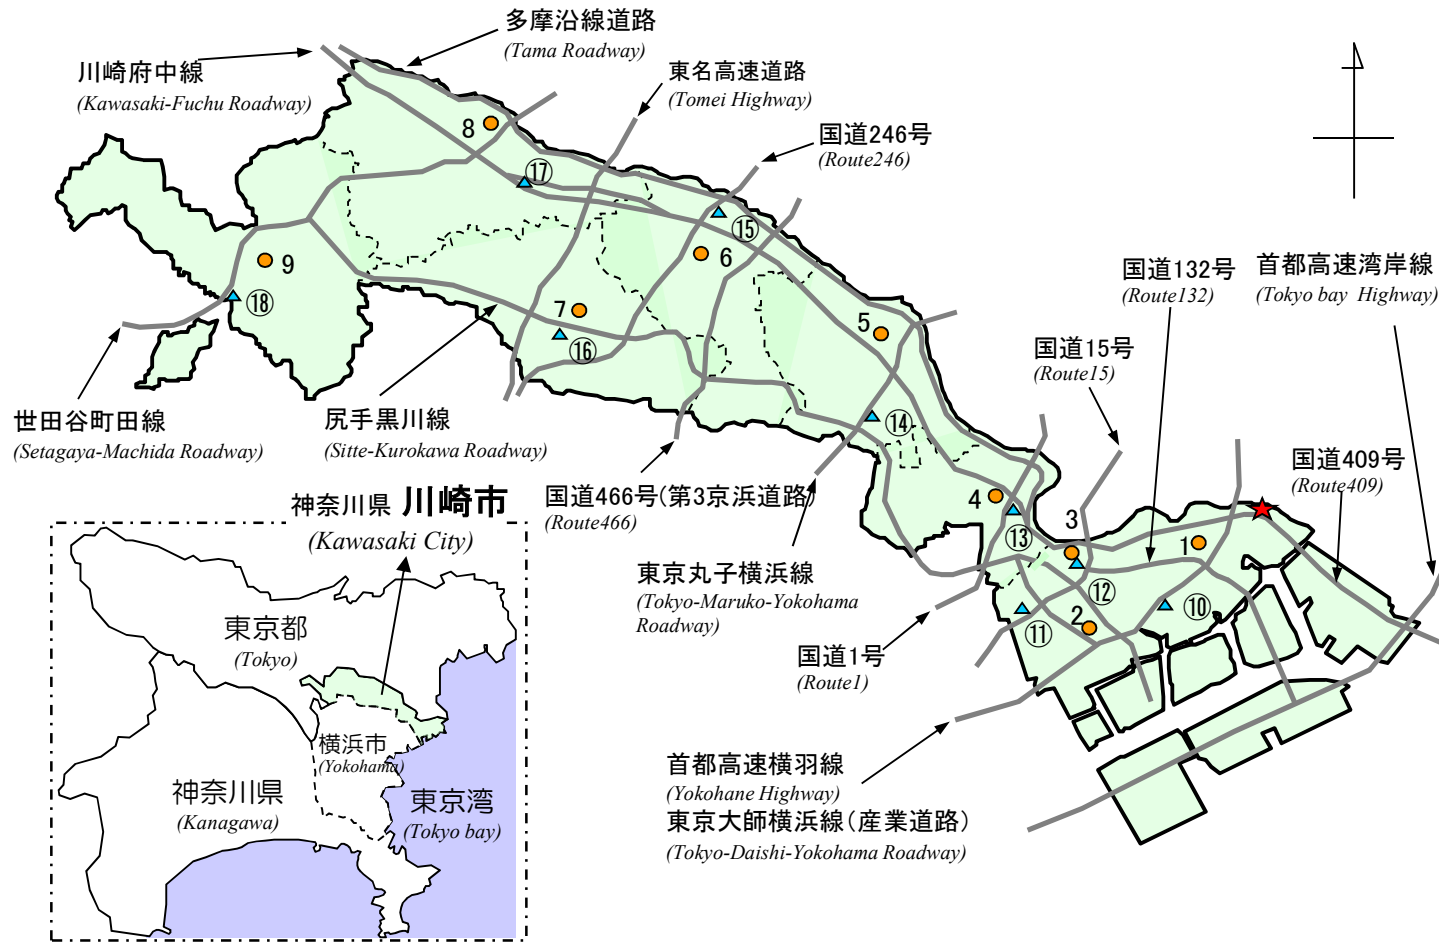 多摩沿線道路
(Tama Roadway)
川崎府中線
(Kawasaki-Fuchu Roadway)
東名高速道路
(Tomei Highway)
国道246号
(Route246)
国道132号
(Route132)
首都高速湾岸線
(Tokyo bay Highway)
国道15号
(Route15)
国道409号
(Route409)
8
⑰
⑮
6
9
⑱
7
⑯
5
⑭
4
⑬
3
1
⑫
⑩
2
⑪
世田谷町田線
(Setagaya-Machida Roadway)
尻手黒川線
(Sitte-Kurokawa Roadway)
国道466号(第3京浜道路)
(Route466)
東京丸子横浜線
(Tokyo-Maruko-Yokohama
Roadway)
国道1号
(Route1)
首都高速横羽線
(Yokohane Highway)
東京大師横浜線(産業道路)
(Tokyo-Daishi-Yokohama Roadway)
神奈川県 川崎市
(Kawasaki City)
東京都
(Tokyo)
横浜市
(Yokohama)
神奈川県
(Kanagawa)
東京湾
(Tokyo bay)